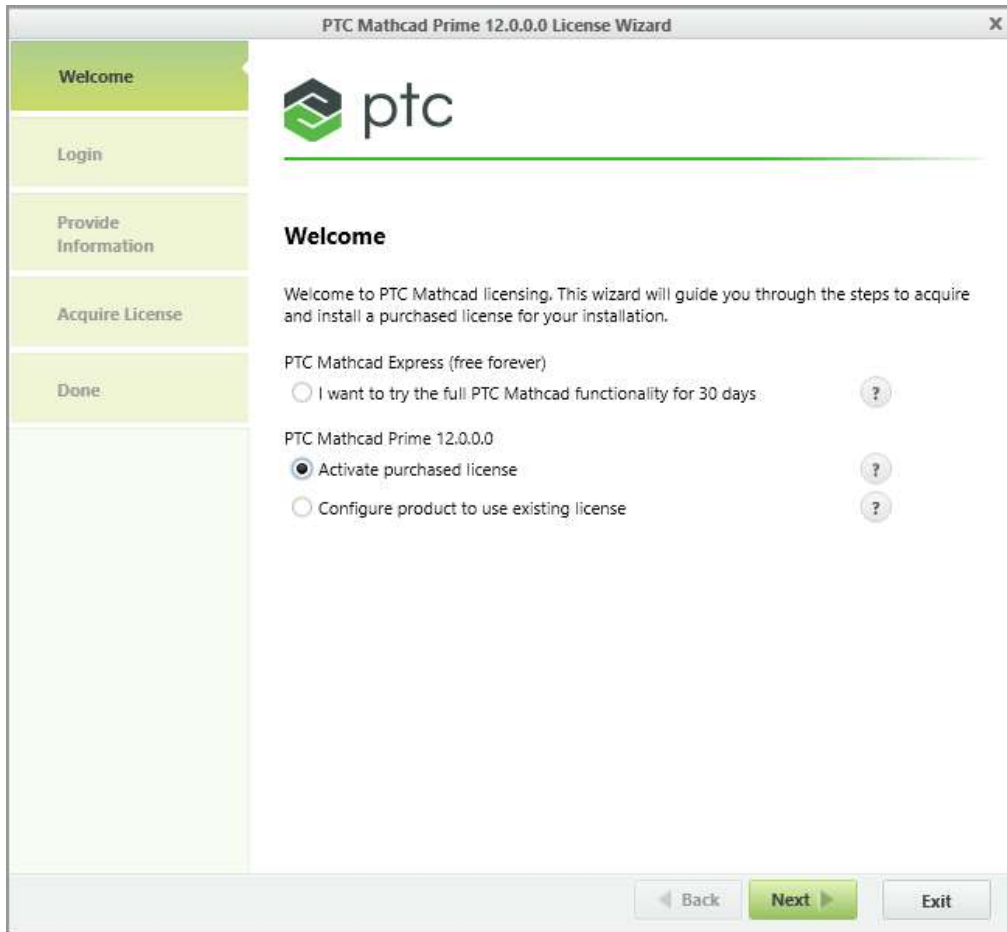 PTC Mathcad Prime 12.0.0.0 License Wizard
X
Welcome
Login
Provide
Information
Acquire License
Done
ptc
Welcome
Welcome to PTC Mathcad licensing. This wizard will guide you through the steps to acquire
and install a purchased license for your installation.
PTC Mathcad Express (free forever)
I want to try the full PTC Mathcad functionality for 30 days
?
PTC Mathcad Prime 12.0.0.0
Activate purchased license
?
Configure product to use existing license
?
Back
Next
Exit